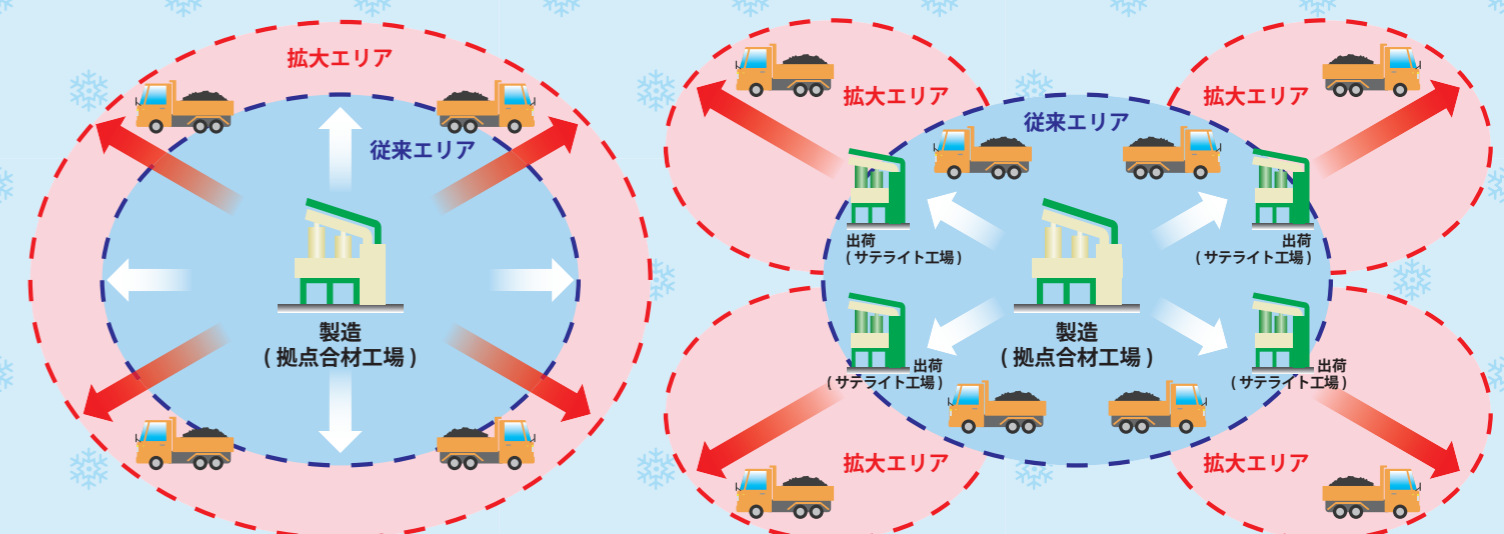 拡大エリア
従来エリア
製造
( 拠点合材工場 )
拡大エリア
拡大エリア
従来エリア
出荷
( サテライト工場 )
出荷
( サテライト工場 )
製造
( 拠点合材工場 )
出荷
( サテライト工場 )
出荷
( サテライト工場 )
拡大エリア
拡大エリア